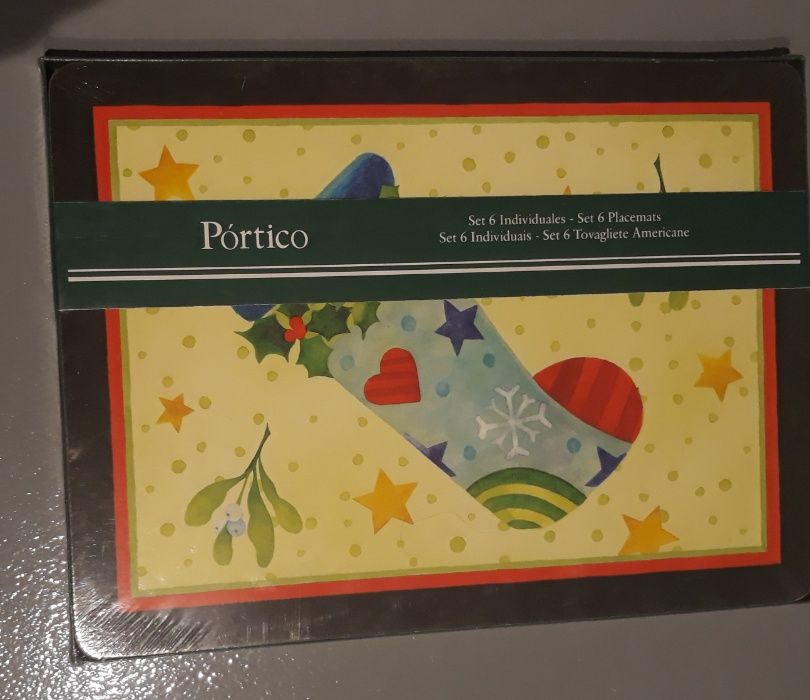 Pórtico
Set 6 Individuales - Set 6 Placemats
Set 6 Individuais - Set 6 Tovagliete Americane